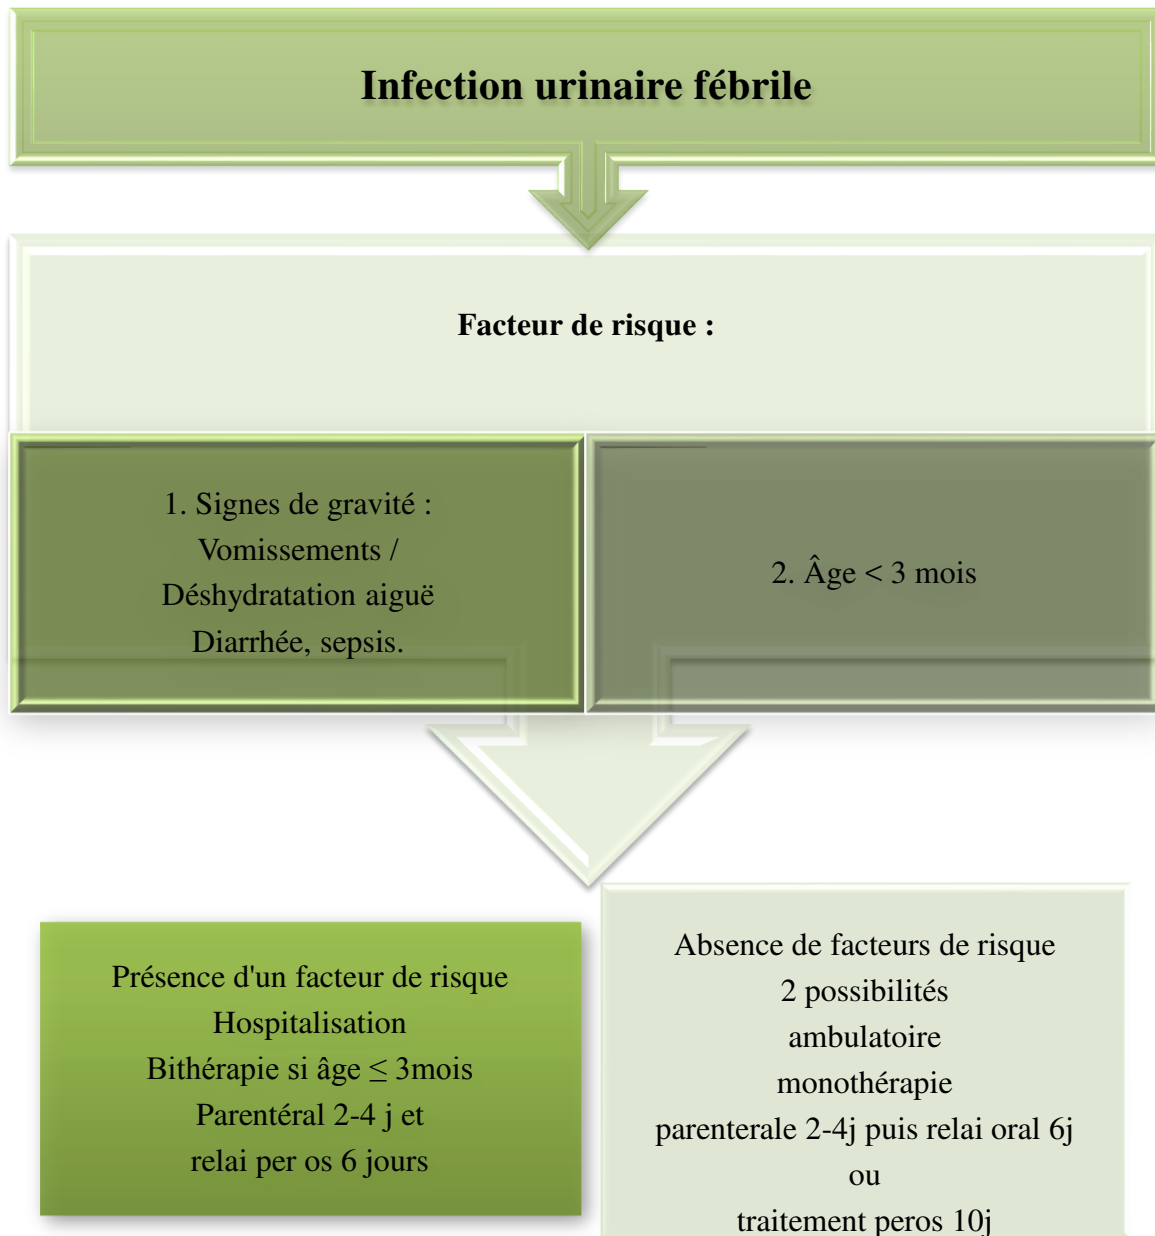 Infection urinaire fébrile
Facteur de risque :
1. Signes de gravité :
Vomissements /
Déshydratation aiguë
Diarrhée, sepsis.
2. Âge < 3 mois
Présence d'un facteur de risque
Hospitalisation
Bithérapie si âge ≤ 3mois
Parentéral 2-4 j et
relai per os 6 jours
Absence de facteurs de risque
2 possibilités
ambulatoire
monothérapie
parenterale 2-4j puis relai oral 6j
ou
traitement peros 10j